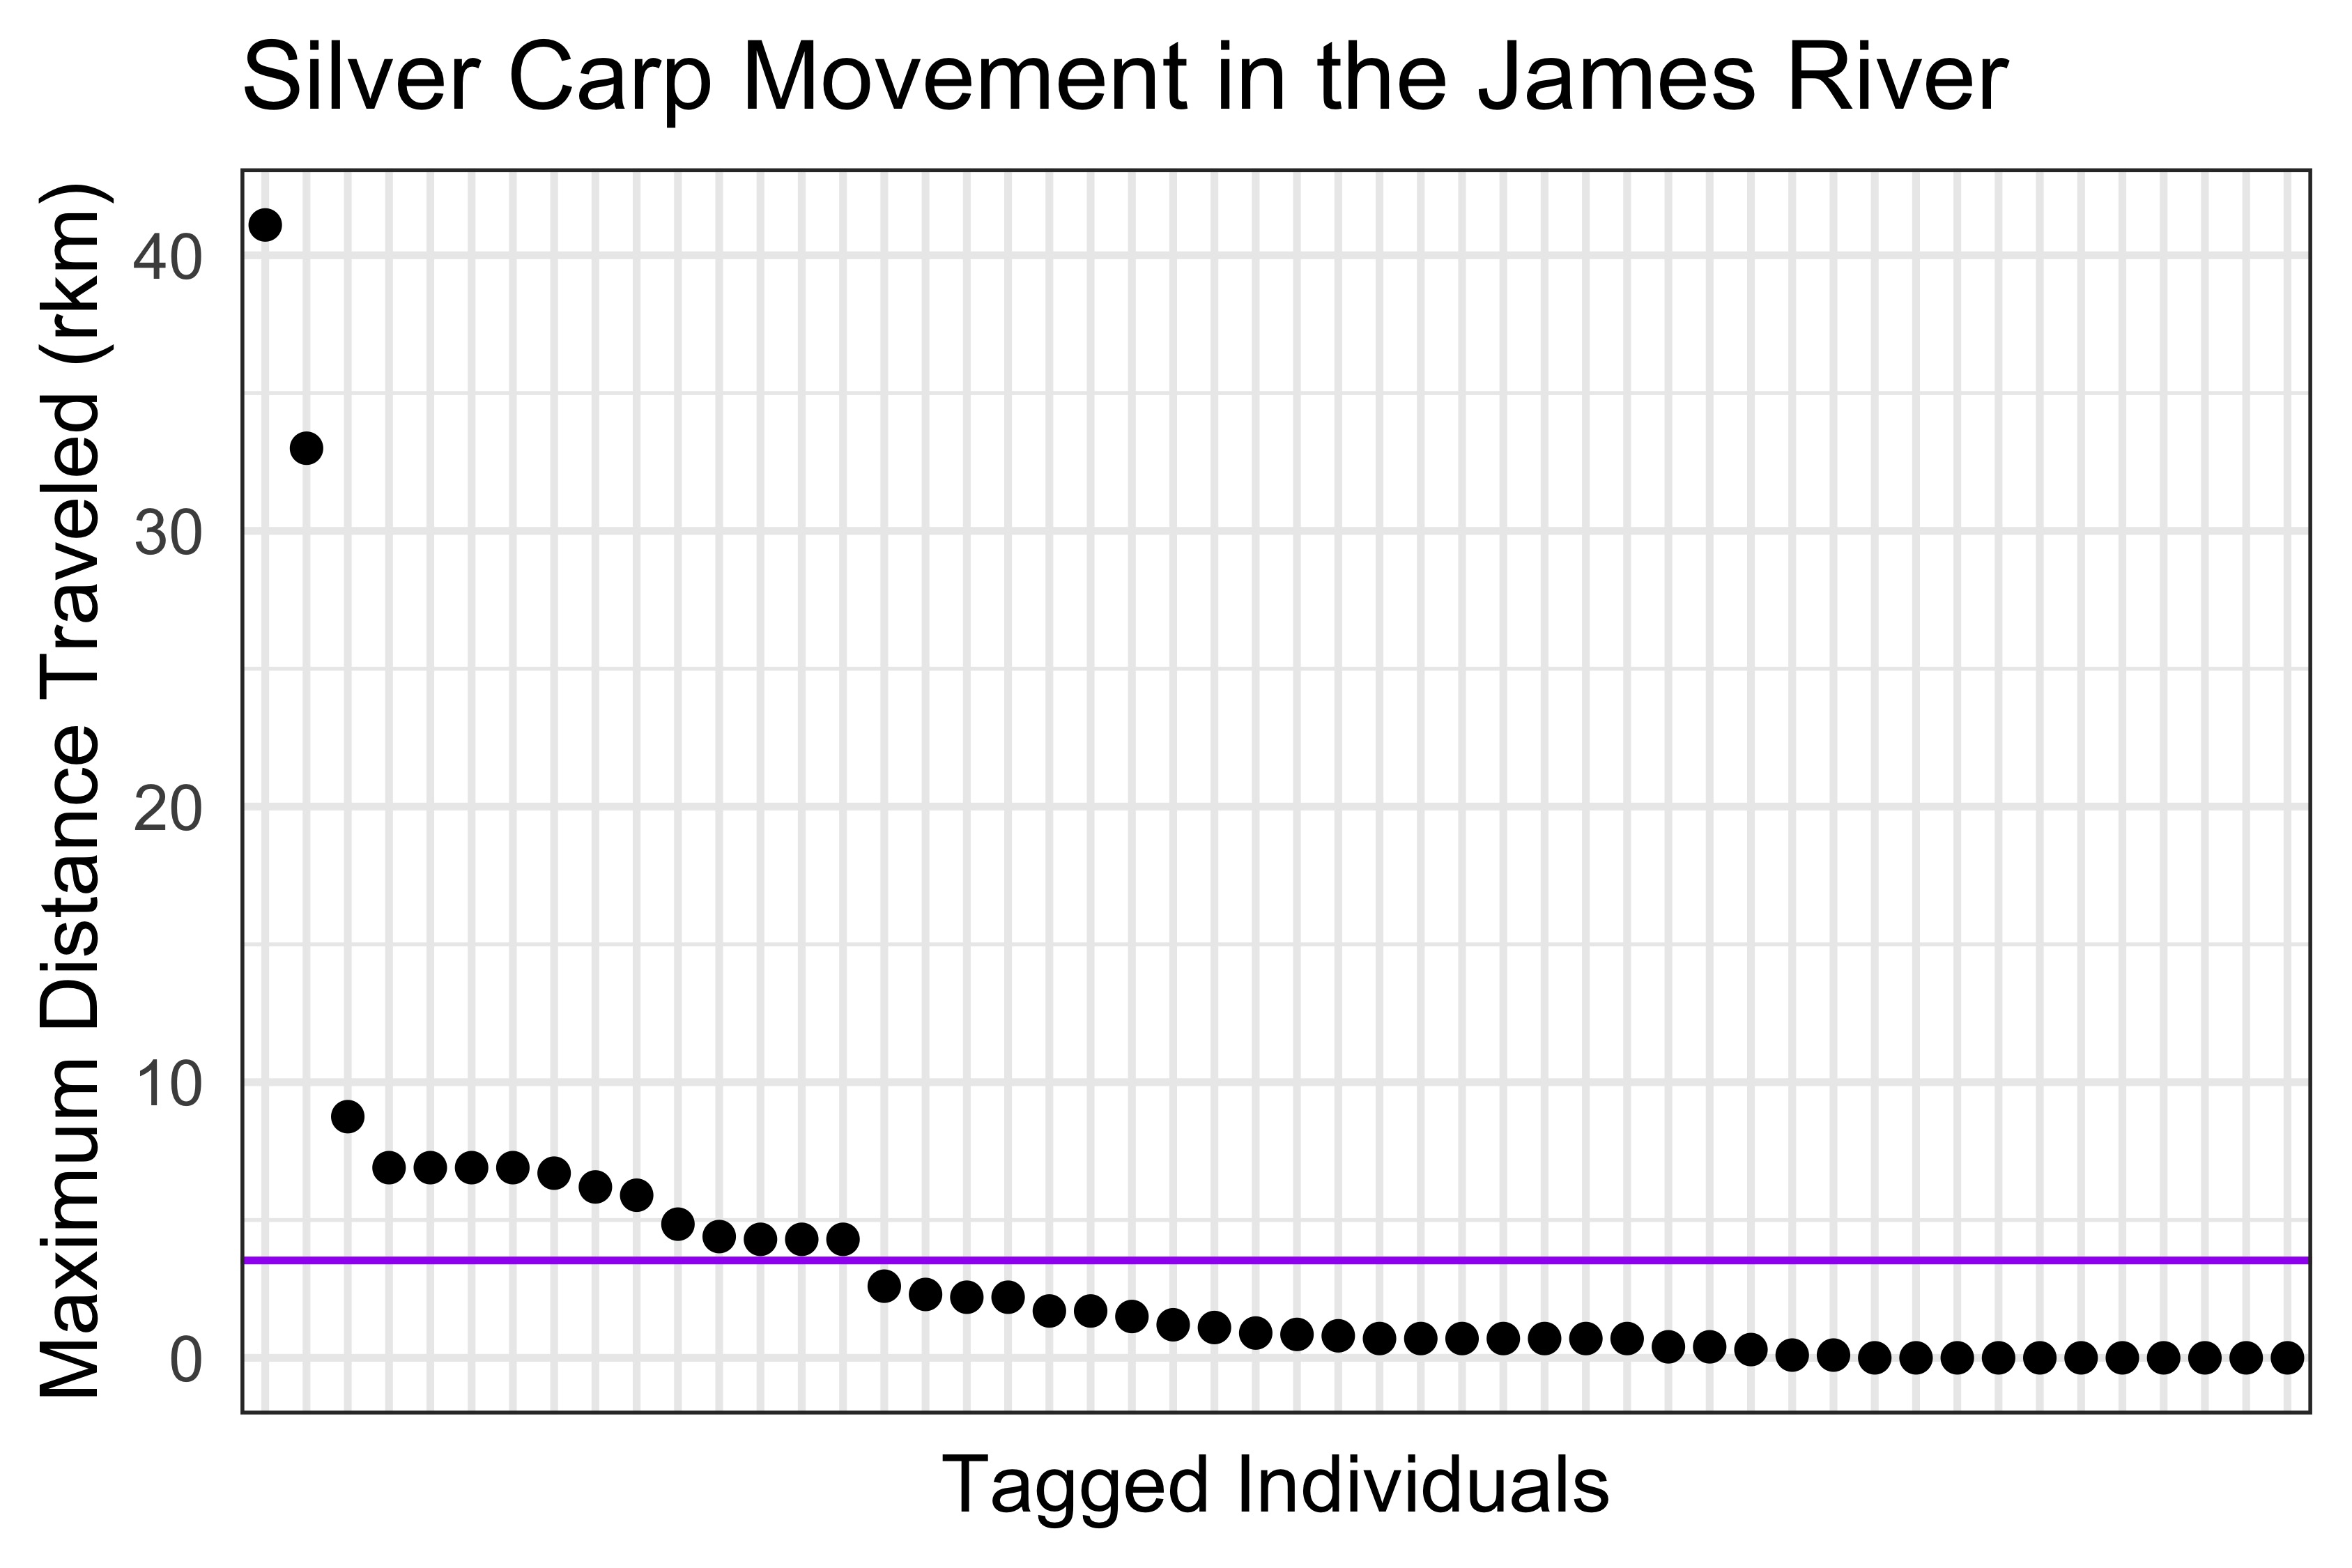 Silver Carp Movement in the James River
Maximum Distance Traveled (rkm)
40
30
20
10
0
Tagged Individuals